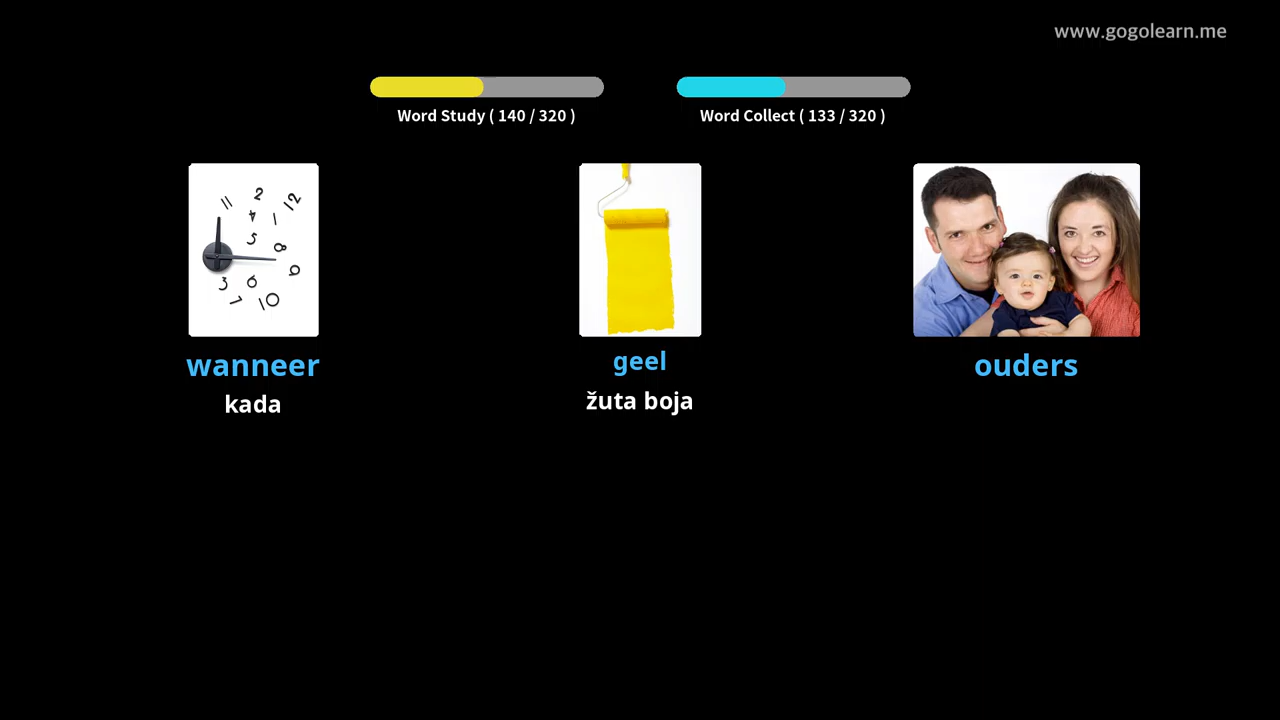 www.gogolearn.me
Word Study ( 140 / 320 )
Word Collect ( 133 / 320 )
wanneer
kada
geel
žuta boja
ouders